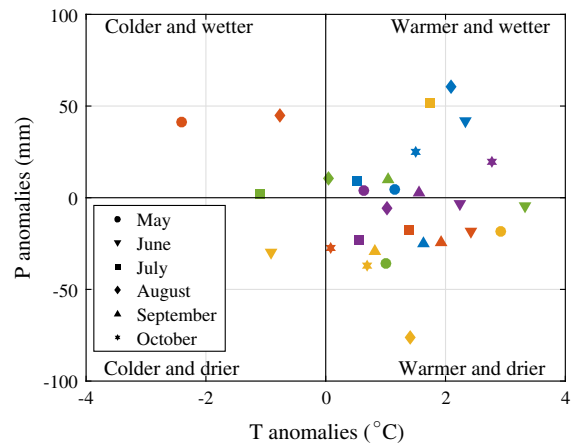 Colder and wetter
Warmer and wetter
100
50
0
-50
-100
P anomalies (mm)
May
June
July
August
September
October
Colder and drier
Warmer and drier
-4
-2
0
2
4
T anomalies (°C)